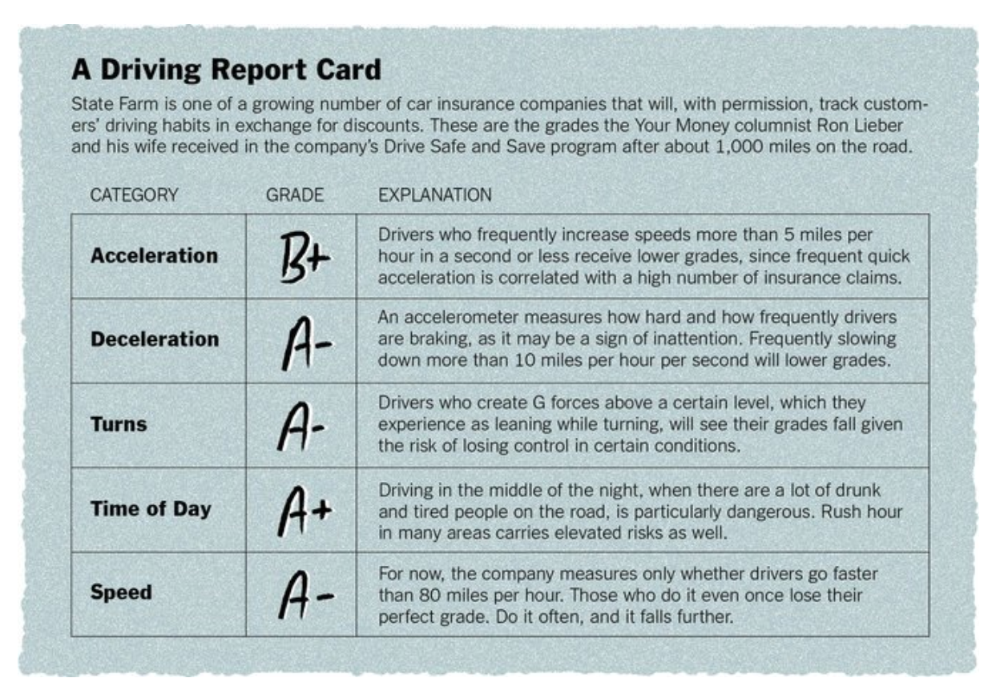 A Driving Report Card
State Farm is one of a growing number of car insurance companies that will, with permission, track custom-
ers’ driving habits in exchange for discounts. These are the grades the Your Money columnist Ron Lieber
and his wife received in the company’s Drive Safe and Save program after about 1,000 miles on the road.
CATEGORY GRADE EXPLANATION
Acceleration
B+
Drivers who frequently increase speeds more than 5 miles per
hour in a second or less receive lower grades, since frequent quick
acceleration is correlated with a high number of insurance claims.
Deceleration
A-
An accelerometer measures how hard and how frequently drivers
are braking, as it may be a sign of inattention. Frequently slowing
down more than 10 miles per hour per second will lower grades.
Turns
A-
Drivers who create G forces above a certain level, which they
experience as leaning while turning, will see their grades fall given
the risk of losing control in certain conditions.
Time of Day
A+
Driving in the middle of the night, when there are a lot of drunk
and tired people on the road, is particularly dangerous. Rush hour
in many areas carries elevated risks as well.
Speed
A-
For now, the company measures only whether drivers go faster
than 80 miles per hour. Those who do it even once lose their
perfect grade. Do it often, and it falls further.